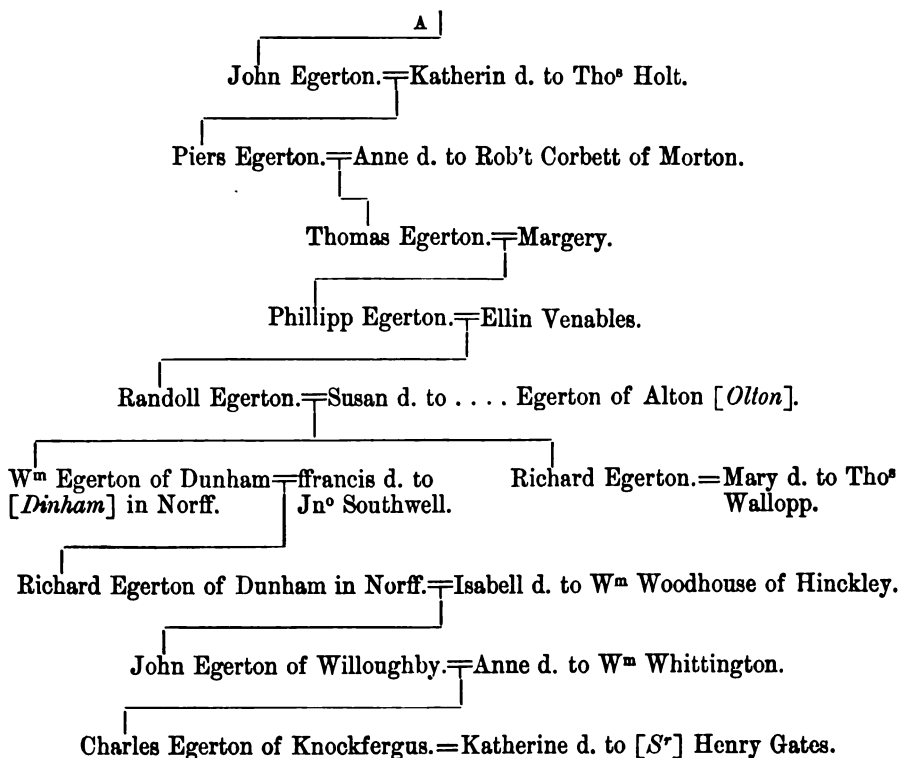 A
John Egerton.=Katherin d. to Thoˢ Holt.
Piers Egerton.=Anne d. to Rob't Corbett of Morton.
Thomas Egerton.=Margery.
Phillipp Egerton.=Ellin Venables.
Randoll Egerton.=Susan d. to . . . . Egerton of Alton [Olton].
Wᵐ Egerton of Dunham=ffrancis d. to
[Dinham] in Norff.
Jnᵒ Southwell.
Richard Egerton.=Mary d. to Thoˢ
Wallopp.
Richard Egerton of Dunham in Norff.=Isabell d. to Wᵐ Woodhouse of Hinckley.
John Egerton of Willoughby.=Anne d. to Wᵐ Whittington.
Charles Egerton of Knockfergus.=Katherine d. to [Sʳ] Henry Gates.